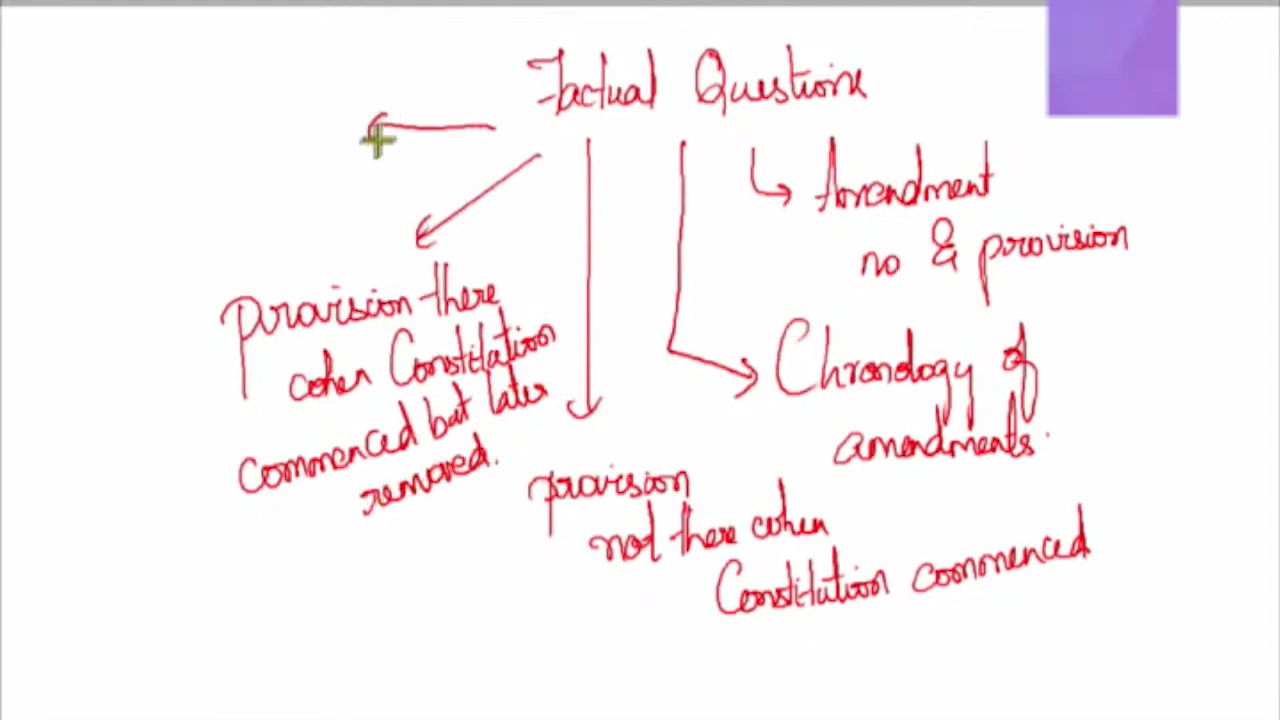 Factual Questions
Amendment
no & provision
Chronology of
amendments.
provision there
when Constitution
commenced but later
removed.
provision
not there when
Constitution commenced